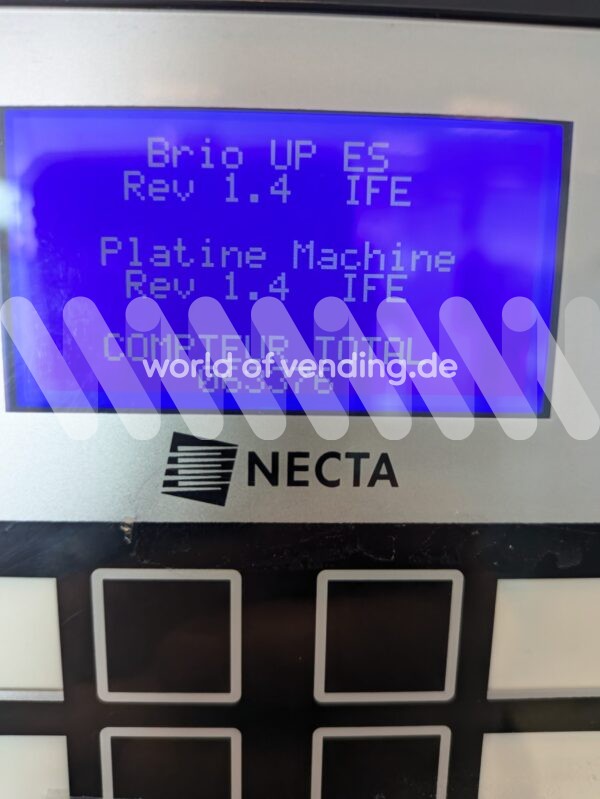 Brio UP ES
Rev 1.4 IFE
Platine Machine
Rev 1.4 IFE
COMPTEUR TOTAL
world of vending.de
NECTA